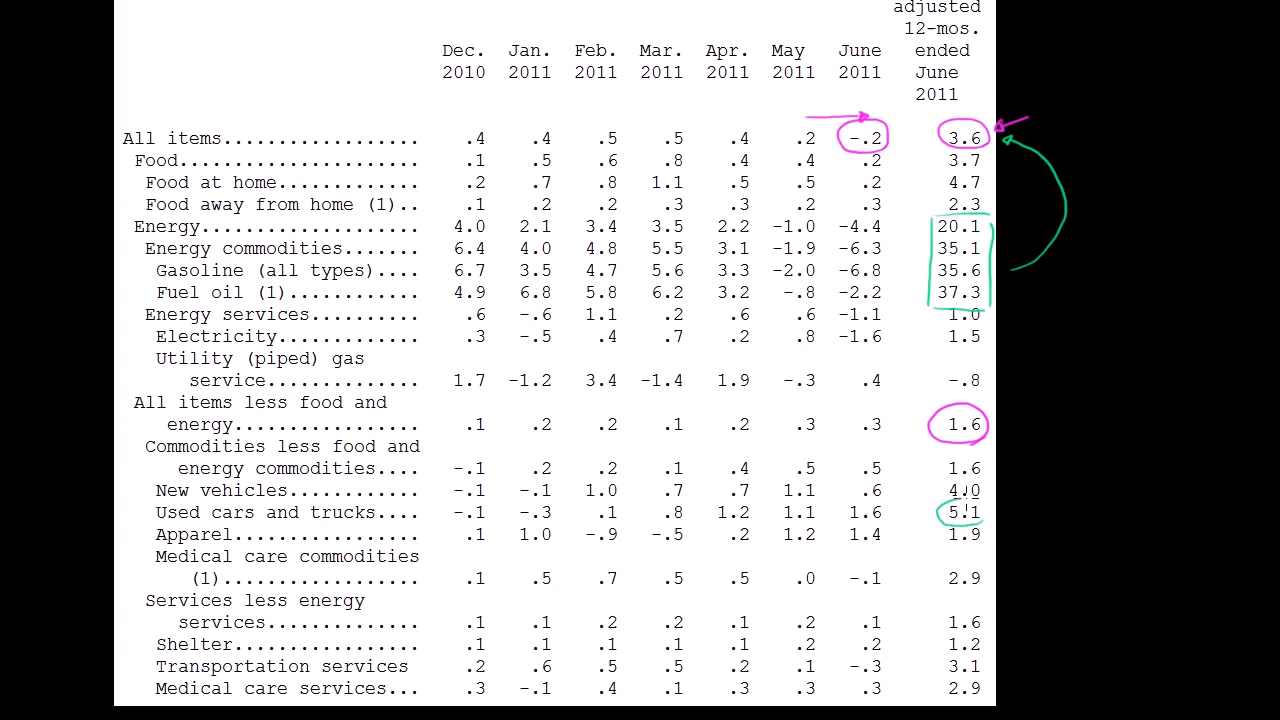 adjusted
12-mos.
Dec. Jan. Feb. Mar. Apr. May June ended
2010 2011 2011 2011 2011 2011 2011 June
2011
All items.................. .4 .4 .5 .5 .4 .2 -.2 3.6
Food...................... .1 .5 .6 .8 .4 .4 .2 3.7
Food at home............. .2 .7 .8 1.1 .5 .5 .2 4.7
Food away from home (1).. .1 .2 .2 .3 .3 .2 .3 2.3
Energy.................... 4.0 2.1 3.4 3.5 2.2 -1.0 -4.4 20.1
Energy commodities....... 6.4 4.0 4.8 5.5 3.1 -1.9 -6.3 35.1
Gasoline (all types).... 6.7 3.5 4.7 5.6 3.3 -2.0 -6.8 35.6
Fuel oil (1)............ 4.9 6.8 5.8 6.2 3.2 -.8 -2.2 37.3
Energy services.......... .6 -.6 1.1 .2 .6 .6 -1.1 1.0
Electricity............. .3 -.5 .4 .7 .2 .8 -1.6 1.5
Utility (piped) gas
service.............. 1.7 -1.2 3.4 -1.4 1.9 -.3 .4 -.8
All items less food and
energy................. .1 .2 .2 .1 .2 .3 .3 1.6
Commodities less food and
energy commodities.... -.1 .2 .2 .1 .4 .5 .5 1.6
New vehicles............ -.1 -.1 1.0 .7 .7 1.1 .6 4.0
Used cars and trucks.... -.1 -.3 .1 .8 1.2 1.1 1.6 5.1
Apparel................. .1 1.0 -.9 -.5 .2 1.2 1.4 1.9
Medical care commodities
(1).................. .1 .5 .7 .5 .5 .0 -.1 2.9
Services less energy
services.............. .1 .1 .2 .2 .1 .2 .1 1.6
Shelter................. .1 .1 .1 .1 .1 .2 .2 1.2
Transportation services .2 .6 .5 .5 .2 .1 -.3 3.1
Medical care services... .3 -.1 .4 .1 .3 .3 .3 2.9